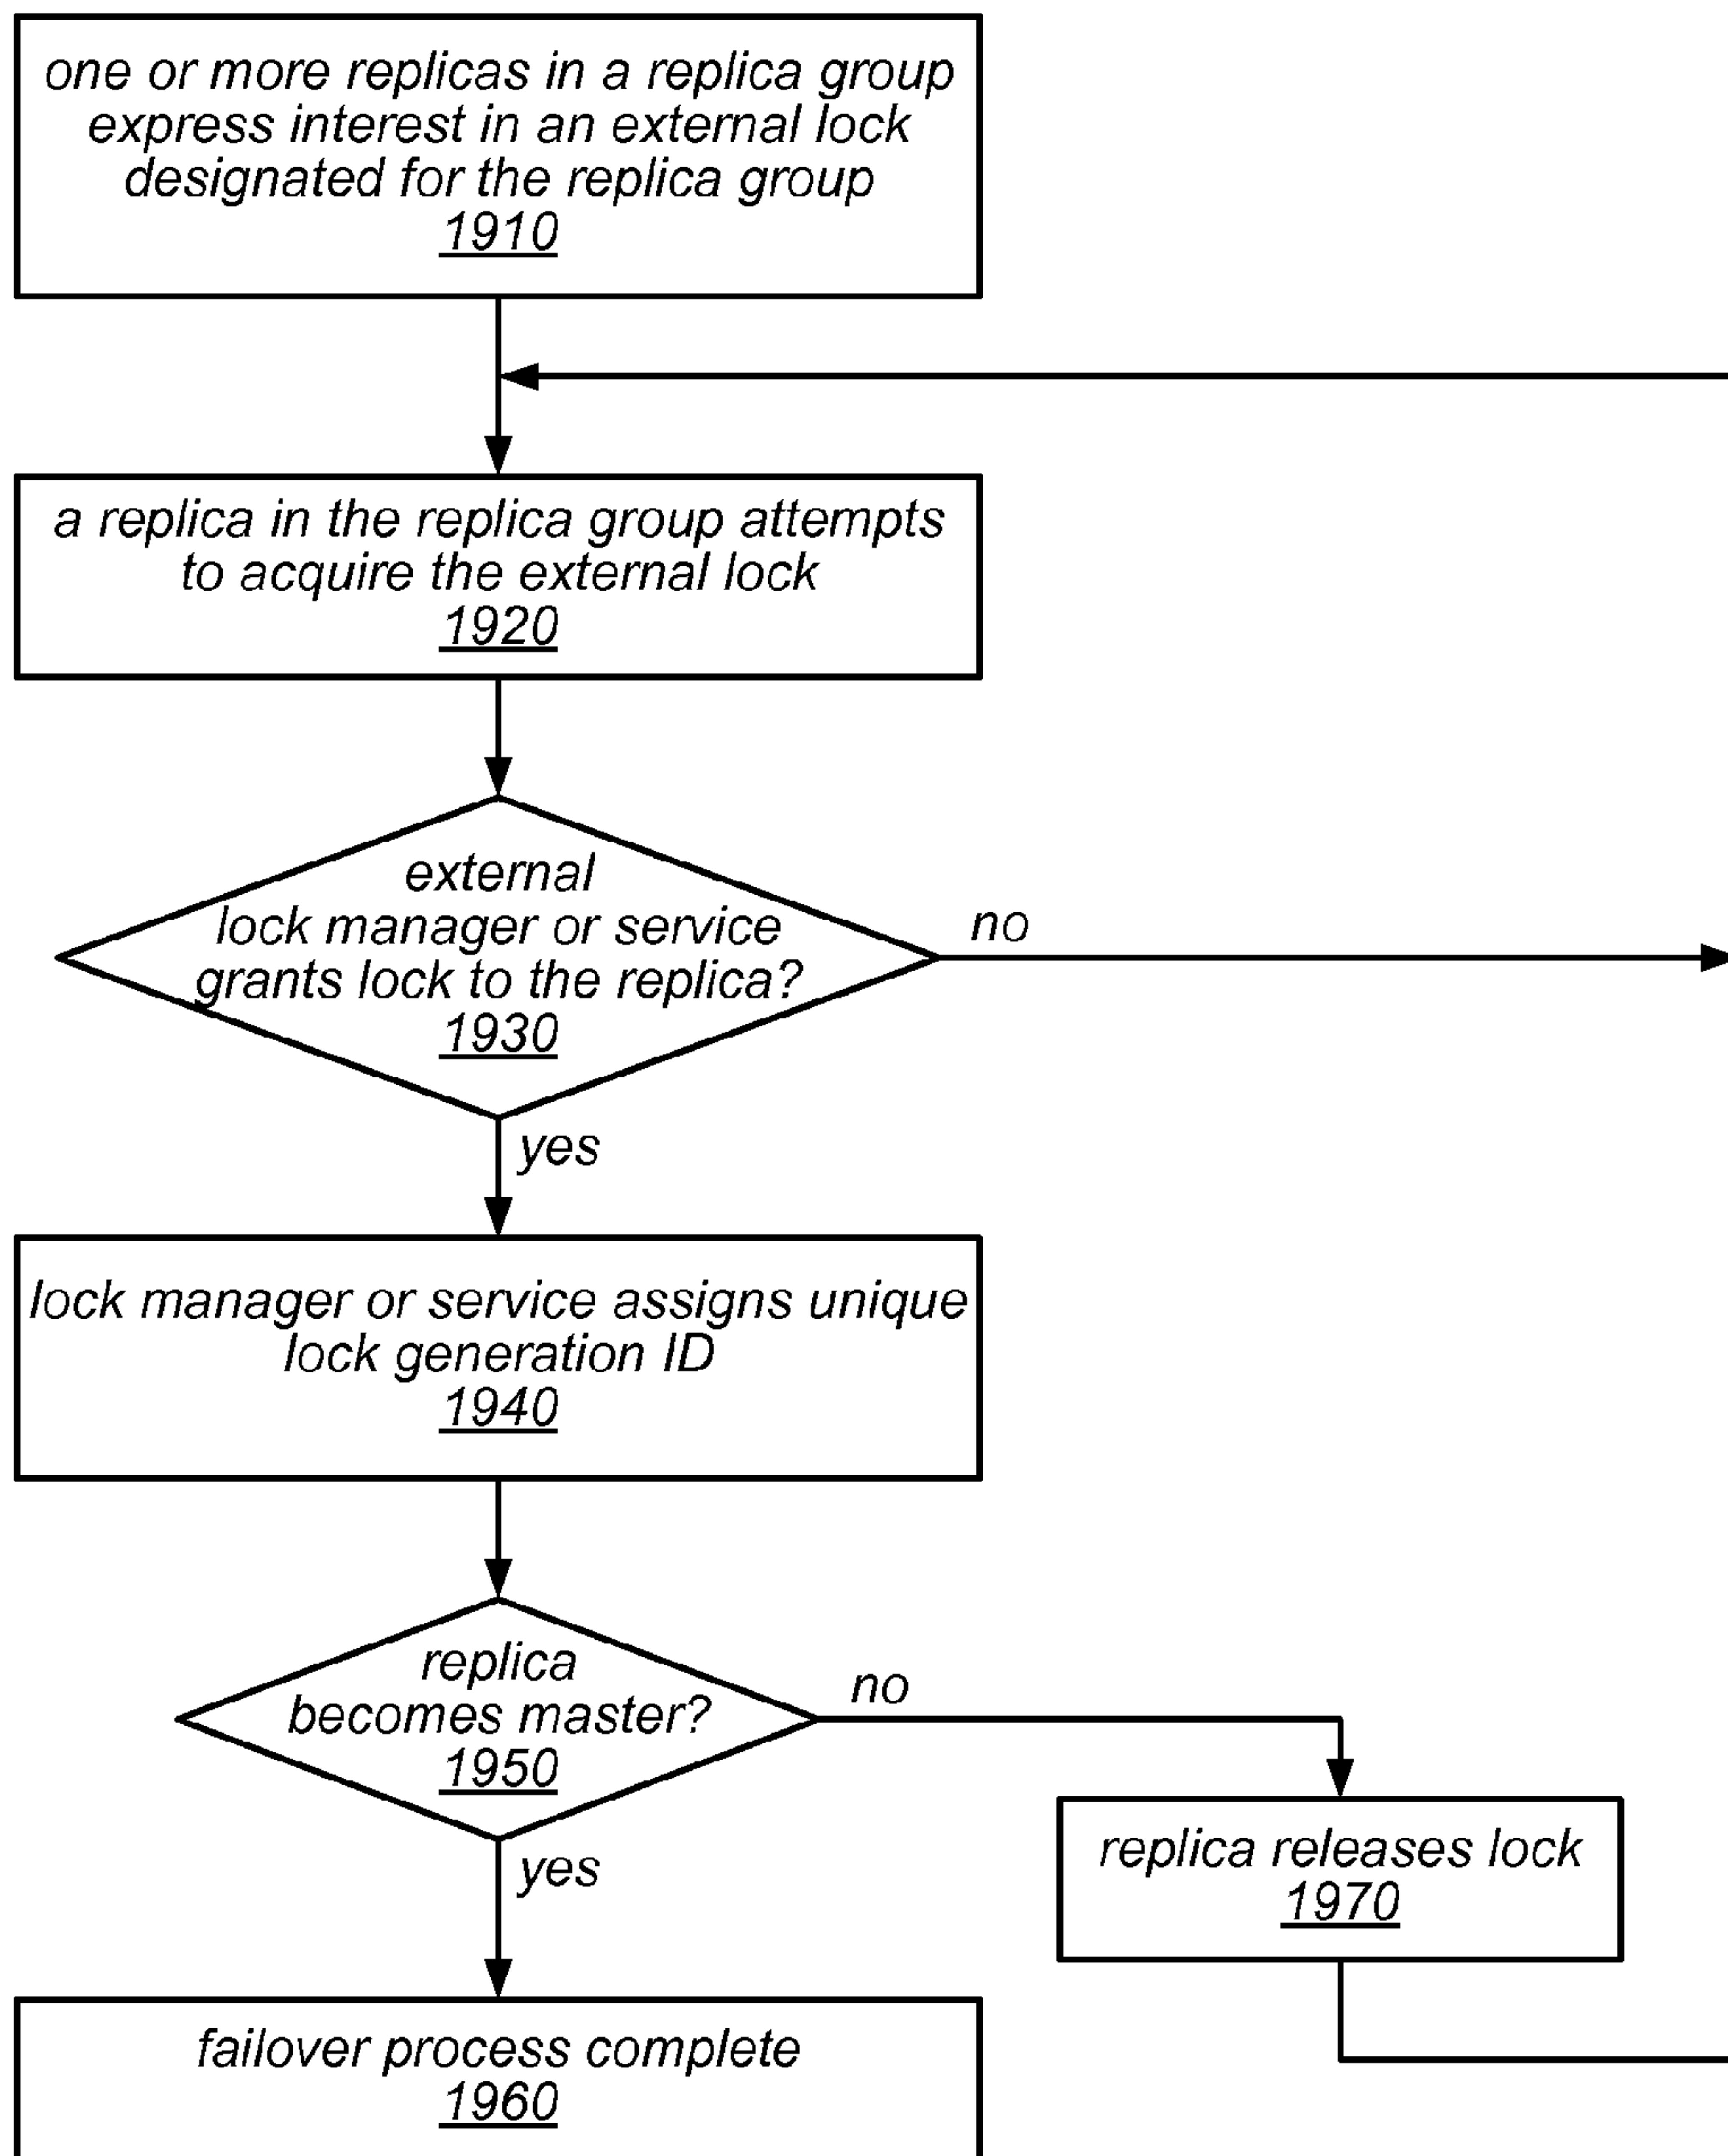 one or more replicas in a replica group
express interest in an external lock
designated for the replica group
1910
a replica in the replica group attempts
to acquire the external lock
1920
external
lock manager or service
grants lock to the replica?
1930
no
yes
lock manager or service assigns unique
lock generation ID
1940
replica
becomes master?
1950
no
yes
replica releases lock
1970
failover process complete
1960